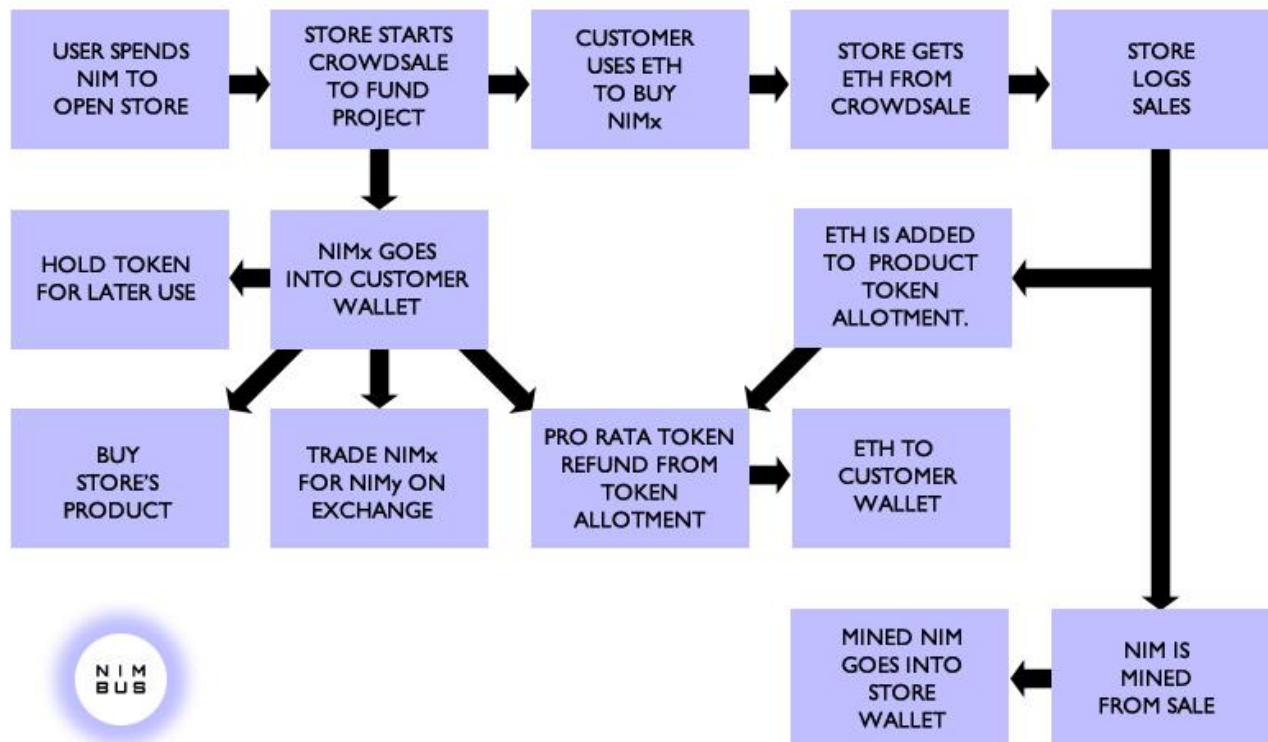 USER SPENDS
NIM TO
OPEN STORE
STORE STARTS
CROWDSALE
TO FUND
PROJECT
CUSTOMER
USES ETH
TO BUY
NIMx
STORE GETS
ETH FROM
CROWDSALE
STORE
LOGS
SALES
HOLD TOKEN
FOR LATER USE
NIMx GOES
INTO CUSTOMER
WALLET
ETH IS ADDED
TO PRODUCT
TOKEN
ALLOTMENT.
BUY
STORE'S
PRODUCT
TRADE NIMx
FOR NIMy ON
EXCHANGE
PRO RATA TOKEN
REFUND FROM
TOKEN
ALLOTMENT
ETH TO
CUSTOMER
WALLET
MINED NIM
GOES INTO
STORE
WALLET
NIM IS
MINED
FROM SALE
NIM
BUS